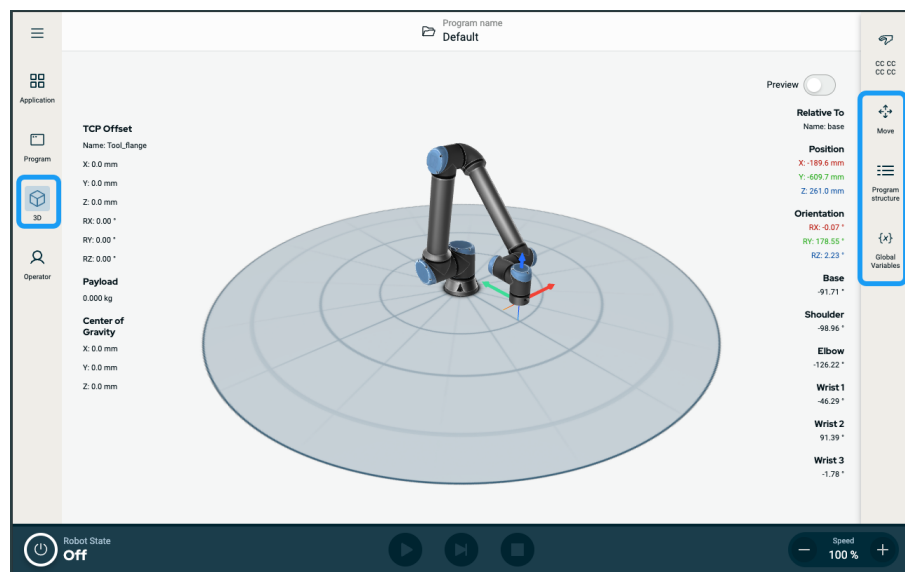 Program name
Default
CC CC
CC CC
Application
Program
3D
Operator
TCP Offset
Name: Tool_flange
X: 0.0 mm
Y: 0.0 mm
Z: 0.0 mm
RX: 0.00 °
RY: 0.00 °
RZ: 0.00 °
Payload
0.000 kg
Center of
Gravity
X: 0.0 mm
Y: 0.0 mm
Z: 0.0 mm
Preview
Relative To
Name: base
Position
X: -189.6 mm
Y: -609.7 mm
Z: 261.0 mm
Orientation
RX: -0.07 °
RY: 178.55 °
RZ: 2.23 °
Base
-91.71 °
Shoulder
-98.96 °
Elbow
-126.22 °
Wrist 1
-46.29 °
Wrist 2
91.39 °
Wrist 3
-1.78 °
Move
Program
structure
{x}
Global
Variables
Robot State
Off
Speed
100 %